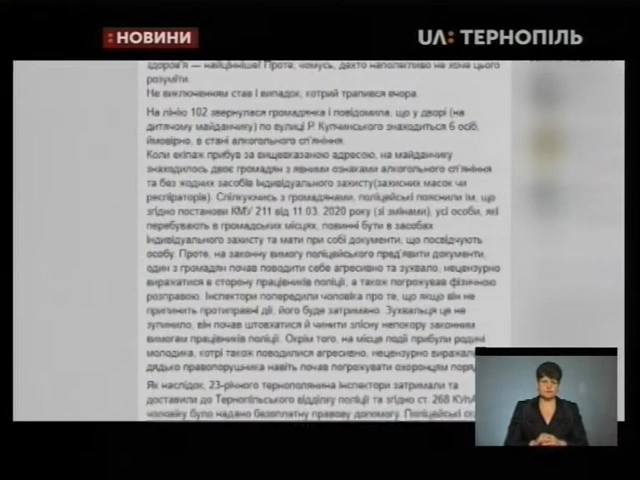 НОВИНИ
UA: ТЕРНОПІЛЬ
здоров'я — найцінніше! Проте, чомусь, дехто наполегливо не хоче цього
розуміти.
Не виключенням став і випадок, котрий трапився вчора.
На лінію 102 звернулася громадянка і повідомила, що у дворі (на
дитячому майданчику) по вулиці Р. Купчинського знаходиться 6 осіб,
ймовірно, в стані алкогольного сп'яніння.
Коли екіпаж прибув за вищевказаною адресою, на майданчику
знаходилось двоє громадян з явними ознаками алкогольного сп'яніння
та без жодних засобів індивідуального захисту(захисних масок чи
респіраторів). Спілкуючись з громадянами, поліцейські пояснили їм, що
згідно постанови КМУ 211 від 11.03. 2020 року (зі змінами), усі особи, які
перебувають в громадських місцях, повинні бути в засобах
індивідуального захисту та мати при собі документи, що посвідчують
особу. Проте, на законну вимогу поліцейського пред'явити документи,
один з громадян почав поводити себе агресивно та зухвало, нецензурно
виражатися в сторону працівників поліції, а також погрожував фізичною
розправою. Інспектори попередили чоловіка про те, що якщо він не
припинить протиправні дії, його буде затримано. Зухвальця це не
зупинило, він почав штовхатися й чинити злісну непокору законним
вимогам працівників поліції. Окрім того, на місце події прибули родичі
молодика, котрі також поводилися агресивно, нецензурно виражались
дядько правопорушника навіть почав погрожувати охоронцям
Як наслідок, 23-річного тернополянина інспектори затримали та
доставили до Тернопільського відділку поліції та згідно ст. 268
чоловіку було надано безоплатну правову допомогу. Поліцейські